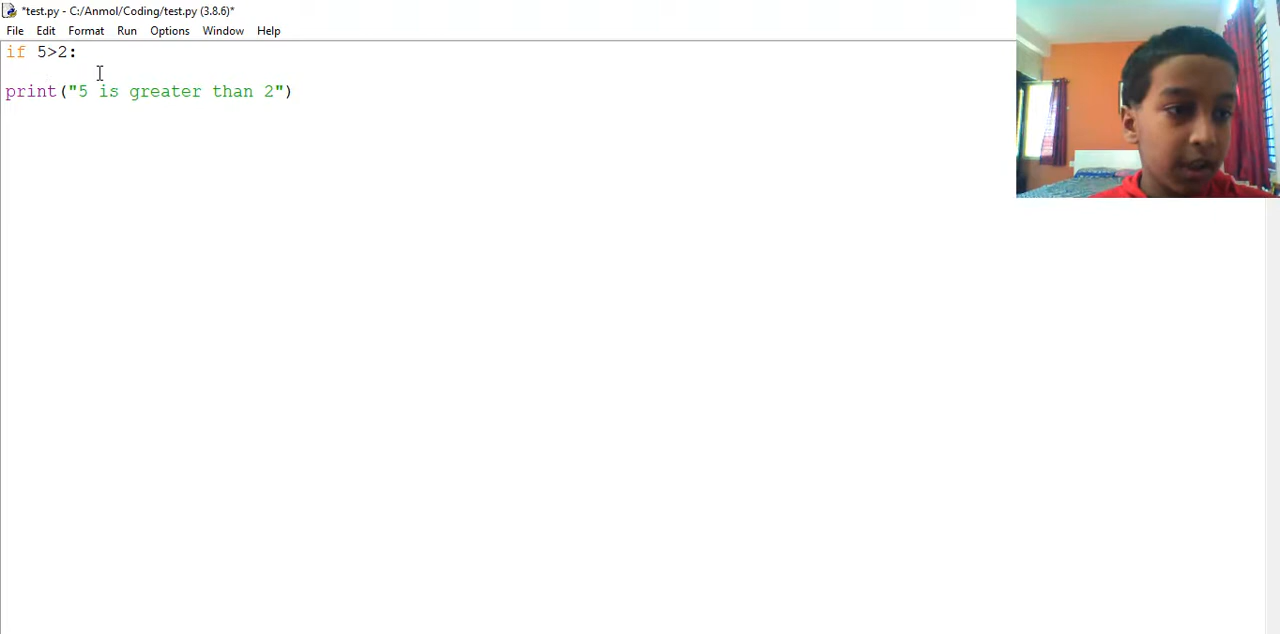 *test.py - C:/Anmol/Coding/test.py (3.8.6)*
File Edit Format Run Options Window Help
if 5>2:
print("5 is greater than 2")